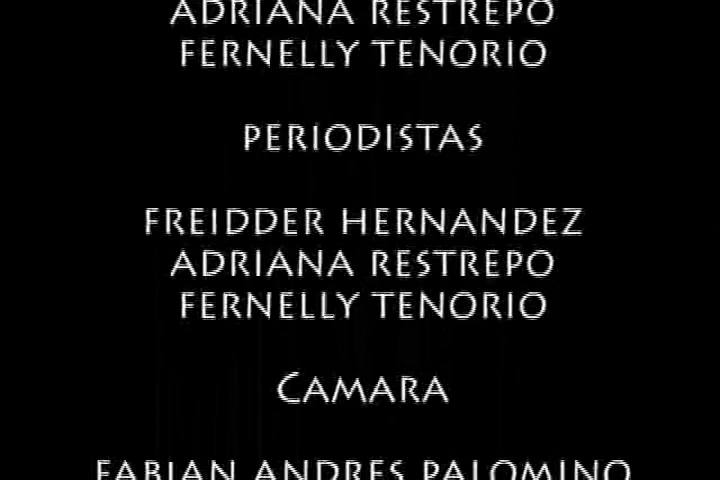 ADRIANA RESTREPO
FERNELLY TENORIO
PERIODISTAS
FREIDDER HERNANDEZ
ADRIANA RESTREPO
FERNELLY TENORIO
CAMARA
FABIAN ANDRES PALOMINO